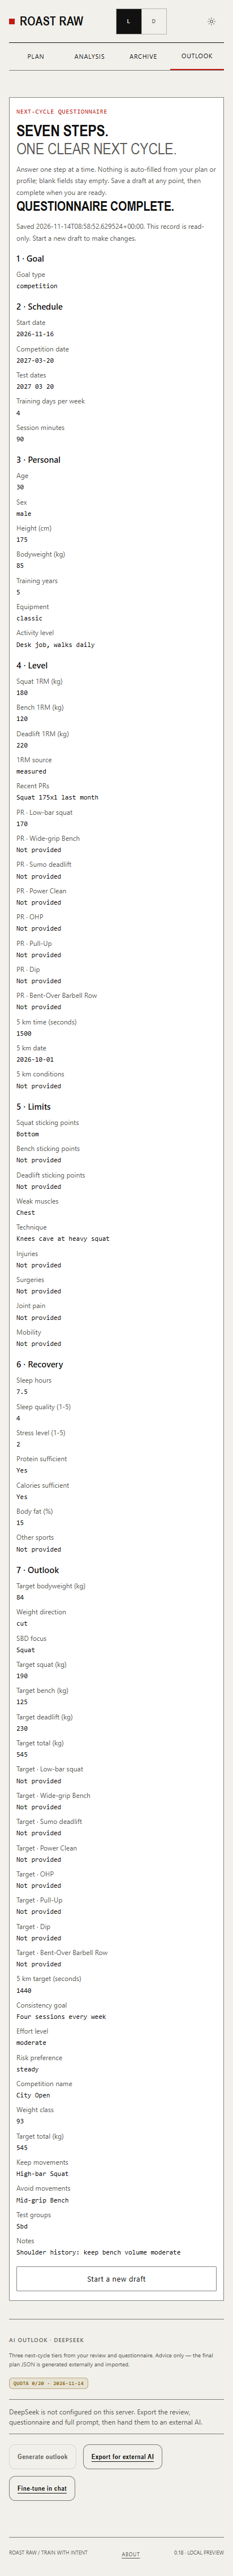 ROAST RAW
L D
PLAN ANALYSIS ARCHIVE OUTLOOK
NEXT-CYCLE QUESTIONNAIRE
SEVEN STEPS.
ONE CLEAR NEXT CYCLE.
Answer one step at a time. Nothing is auto-filled from your plan or
profile; blank fields stay empty. Save a draft at any point, then
complete when you are ready.
QUESTIONNAIRE COMPLETE.
Saved 2026-11-14T08:58:52.629524+00:00. This record is read-
only. Start a new draft to make changes.
1 · Goal
Goal type
competition
2 · Schedule
Start date
2026-11-16
Competition date
2027-03-20
Test dates
2027 03 20
Training days per week
4
Session minutes
90
3 · Personal
Age
30
Sex
male
Height (cm)
175
Bodyweight (kg)
85
Training years
5
Equipment
classic
Activity level
Desk job, walks daily
4 · Level
Squat 1RM (kg)
180
Bench 1RM (kg)
120
Deadlift 1RM (kg)
220
1RM source
measured
Recent PRs
Squat 175x1 last month
PR · Low-bar squat
170
PR · Wide-grip Bench
Not provided
PR · Sumo deadlift
Not provided
PR · Power Clean
Not provided
PR · OHP
Not provided
PR · Pull-Up
Not provided
PR · Dip
Not provided
PR · Bent-Over Barbell Row
Not provided
5 km time (seconds)
1500
5 km date
2026-10-01
5 km conditions
Not provided
5 · Limits
Squat sticking points
Bottom
Bench sticking points
Not provided
Deadlift sticking points
Not provided
Weak muscles
Chest
Technique
Knees cave at heavy squat
Injuries
Not provided
Surgeries
Not provided
Joint pain
Not provided
Mobility
Not provided
6 · Recovery
Sleep hours
7.5
Sleep quality (1-5)
4
Stress level (1-5)
2
Protein sufficient
Yes
Calories sufficient
Yes
Body fat (%)
15
Other sports
Not provided
7 · Outlook
Target bodyweight (kg)
84
Weight direction
cut
SBD focus
Squat
Target squat (kg)
190
Target bench (kg)
125
Target deadlift (kg)
230
Target total (kg)
545
Target · Low-bar squat
Not provided
Target · Wide-grip Bench
Not provided
Target · Sumo deadlift
Not provided
Target · Power Clean
Not provided
Target · OHP
Not provided
Target · Pull-Up
Not provided
Target · Dip
Not provided
Target · Bent-Over Barbell Row
Not provided
5 km target (seconds)
1440
Consistency goal
Four sessions every week
Effort level
moderate
Risk preference
steady
Competition name
City Open
Weight class
93
Target total (kg)
545
Keep movements
High-bar Squat
Avoid movements
Mid-grip Bench
Test groups
Sbd
Notes
Shoulder history: keep bench volume moderate
Start a new draft
AI OUTLOOK · DEEPSEEK
Three next-cycle tiers from your review and questionnaire. Advice only — the final
plan JSON is generated externally and imported.
QUOTA 0/20 · 2026-11-14
DeepSeek is not configured on this server. Export the review,
questionnaire and full prompt, then hand them to an external AI.
Generate outlook Export for external AI
Fine-tune in chat
ROAST RAW / TRAIN WITH INTENT ABOUT 0.18 · LOCAL PREVIEW